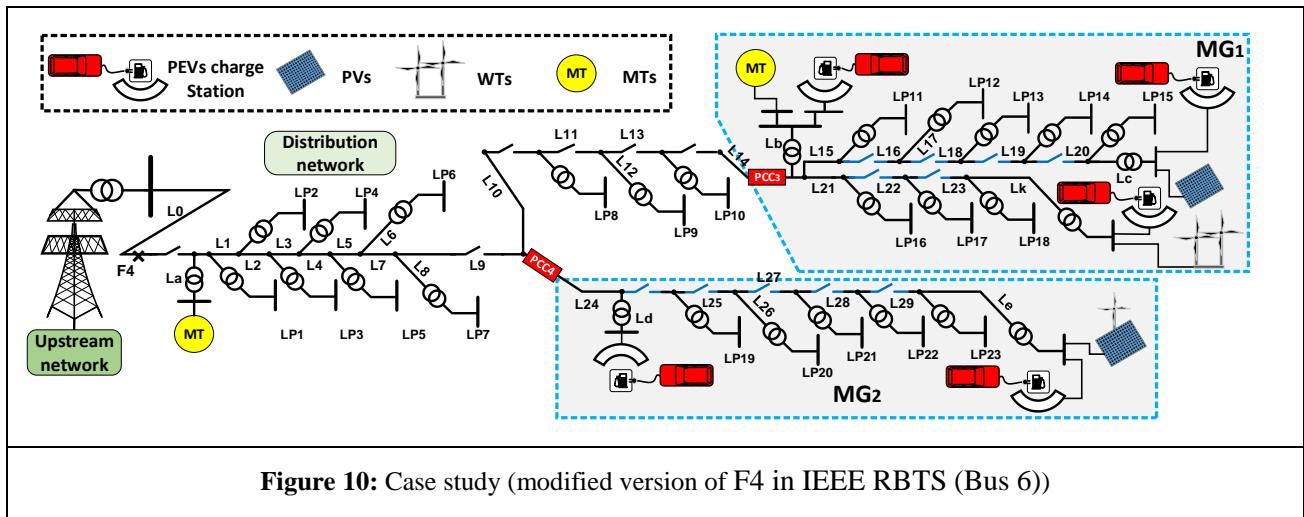 PEVs charge
Station
PVs
WTs
MT
MTs
MG1
MT
LP11
LP12
LP13
LP14
LP15
Distribution
network
L11
L13
L14
Lb
L15
L16
L17
L18
L19
L20
Lc
PCC3
L10
L12
L21
L22
L23
Lk
LP2
LP4
LP6
LP8
LP9
LP10
LP16
LP17
LP18
L0
F4
L1
L3
L5
L6
L2
L4
L7
L8
L9
La
MT
LP1
LP3
LP5
LP7
PCC4
L24
Ld
L25
L27
L26
L28
L29
Le
LP19
LP20
LP21
LP22
LP23
MG2
Upstream
network
Figure 10: Case study (modified version of F4 in IEEE RBTS (Bus 6))